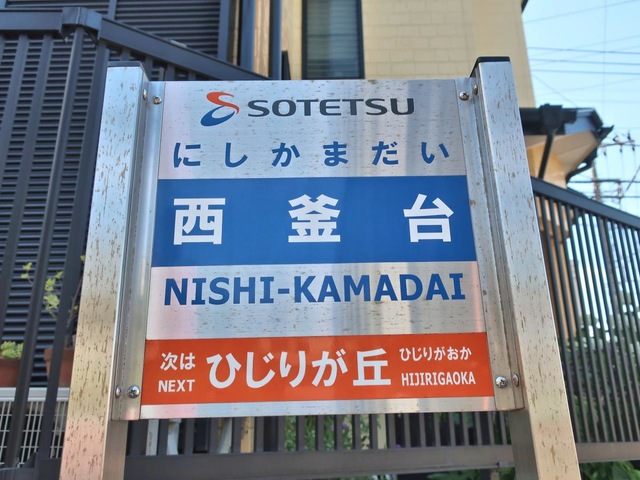 SOTETSU
にしかまだい
西釜台
NISHI-KAMADAI
次は ひじりが丘 ひじりがおか
NEXT HIJIRIGAOKA